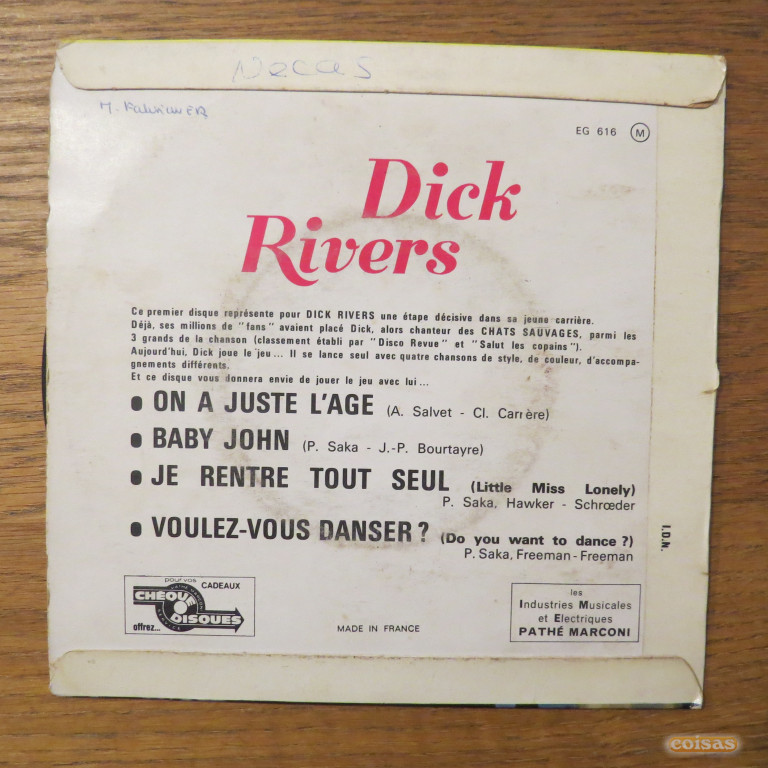 Neca S
EG 616 M
Dick
Rivers
Ce premier disque représente pour DICK RIVERS une étape décisive dans sa jeune carrière.
Déjà, ses millions de "fans" avaient placé Dick, alors chanteur des CHATS SAUVAGES, parmi les
3 grands de la chanson (classement établi par "Disco Revue" et "Salut les copains").
Aujourd'hui, Dick joue le jeu... Il se lance seul avec quatre chansons de style, de couleur, d'accompa-
gnements différents.
Et ce disque vous donnera envie de jouer le jeu avec lui...
• ON A JUSTE L'AGE (A. Salvet - Cl. Carrère)
• BABY JOHN (P. Saka - J.-P. Bourtayre)
• JE RENTRE TOUT SEUL (Little Miss Lonely)
P. Saka, Hawker - Schrœder
• VOULEZ-VOUS DANSER ? (Do you want to dance ?)
P. Saka, Freeman - Freeman
I.D.N.
pour vos CADEAUX
CHÈQUE
DISQUES
offrez...
MADE IN FRANCE
les
Industries Musicales
et Electriques
PATHÉ MARCONI
coisas